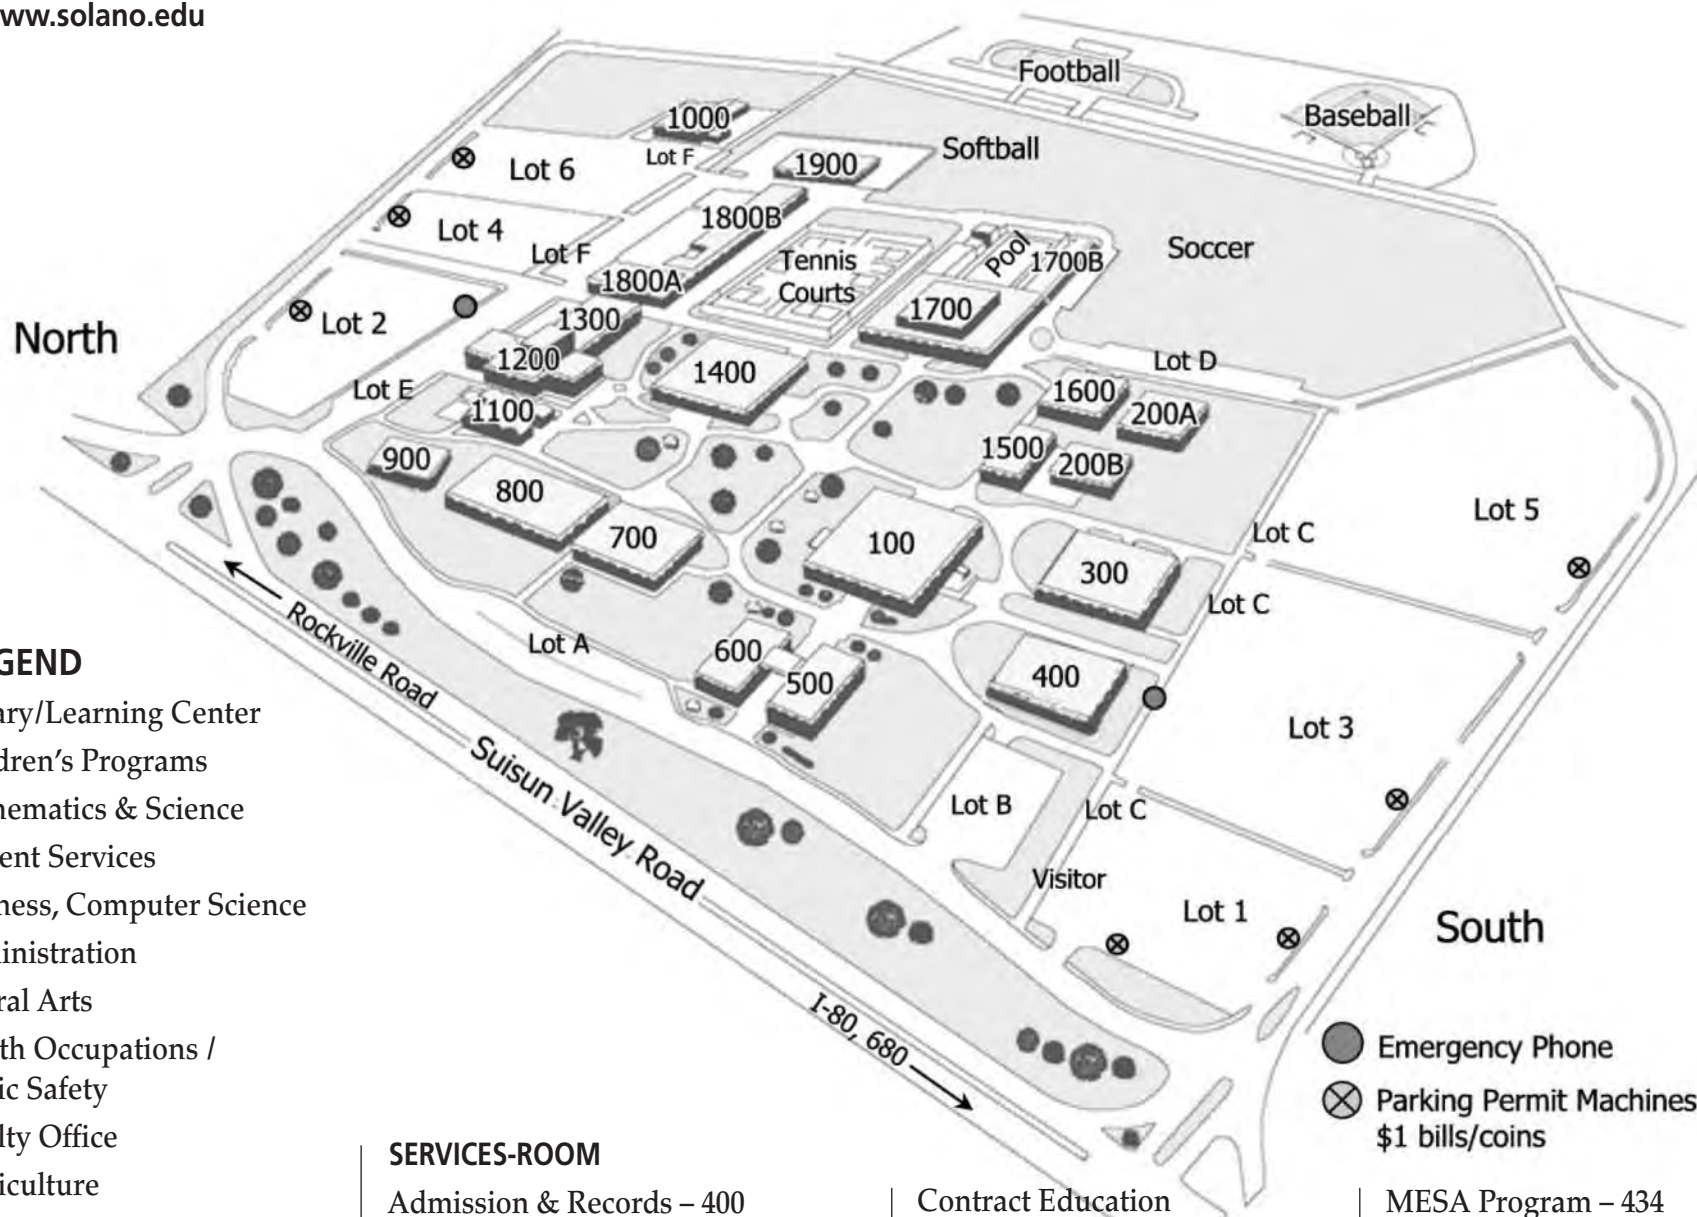 ww.solano.edu
Football
Baseball
1000
Softball
Lot F
1900
Lot 6
1800B
Lot 4
Soccer
Pool
Lot F
Tennis
Courts
1700B
1800A
1700
North
Lot 2
1300
1200
1400
Lot D
Lot E
1600
1100
200A
1500
900
200B
800
Lot 5
700
100
Lot C
300
Lot C
Rockville Road
Lot A
600
500
400
Lot 3
Suisun Valley Road
Lot B
Lot C
Visitor
Lot 1
South
I-80, 680
Emergency Phone
Parking Permit Machines
$1 bills/coins
GEND
ary/Learning Center
dren's Programs
hematics & Science
ent Services
ness, Computer Science
inistration
ral Arts
th Occupations /
ic Safety
lty Office
iculture
SERVICES-ROOM
Admission & Records – 400
Contract Education
MESA Program – 434